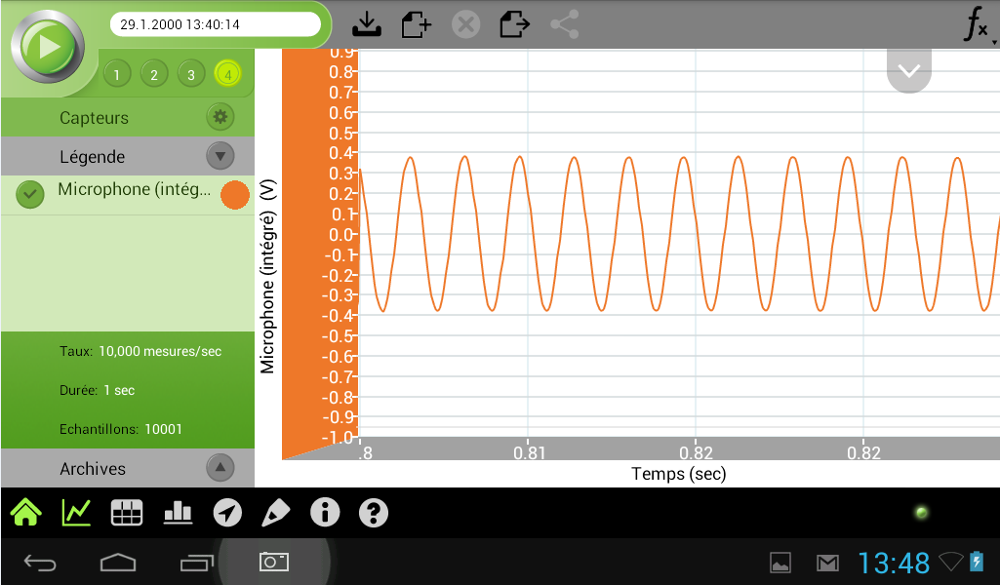 29.1.2000 13:40:14
fx
1 2 3 4
Capteurs
Légende
Microphone (intég...
Taux: 10,000 mesures/sec
Durée: 1 sec
Echantillons: 10001
Archives
Microphone (intégré) (V)
0.9
0.8
0.7
0.6
0.5
0.4
0.3
0.2
0.1
0.0
-0.1
-0.2
-0.3
-0.4
-0.5
-0.6
-0.7
-0.8
-0.9
-1.0
.8 0.81 0.82 0.82
Temps (sec)
13:48